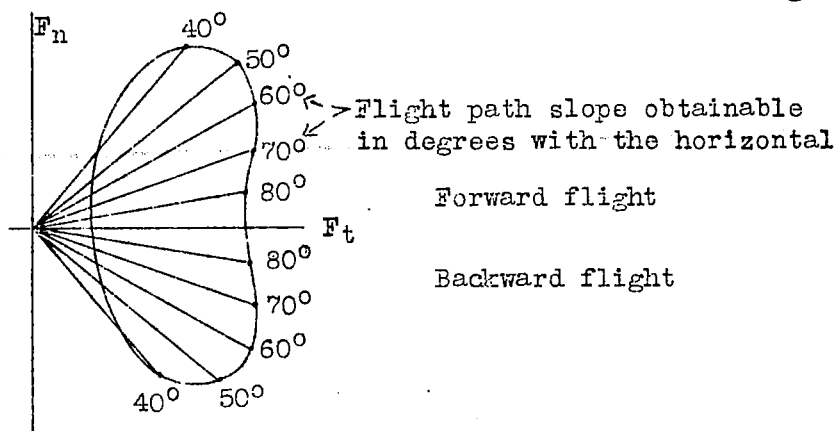 Fn
40°
50°
60°
Flight path slope obtainable
70°
in degrees with the horizontal
80°
Forward flight
Ft
80°
Backward flight
70°
60°
40°
50°